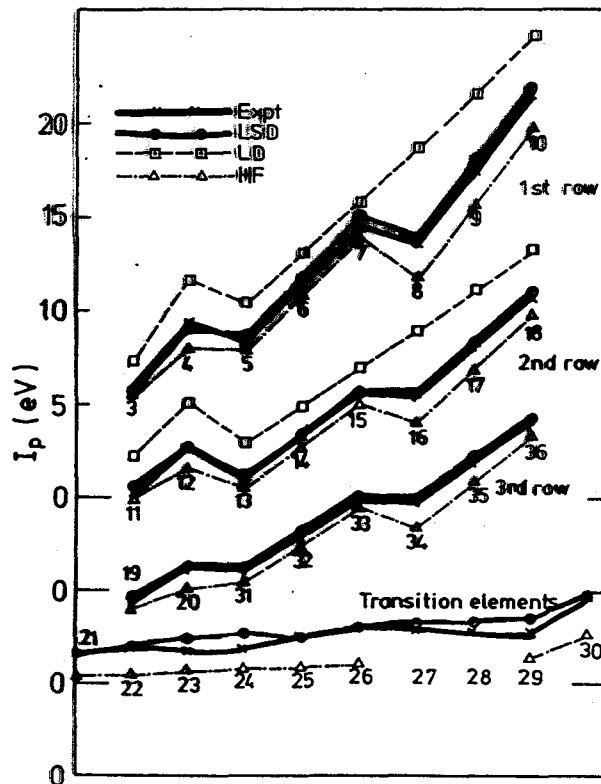 Expt
LSD
LD
HF
20
15
10
5
0
0
0
0
I_p (eV)
1st row
2nd row
3rd row
Transition elements
3 4 5 6 7 8 9 10
11 12 13 14 15 16 17 18
19 20 31 32 33 34 35 36
21 22 23 24 25 26 27 28 29 30